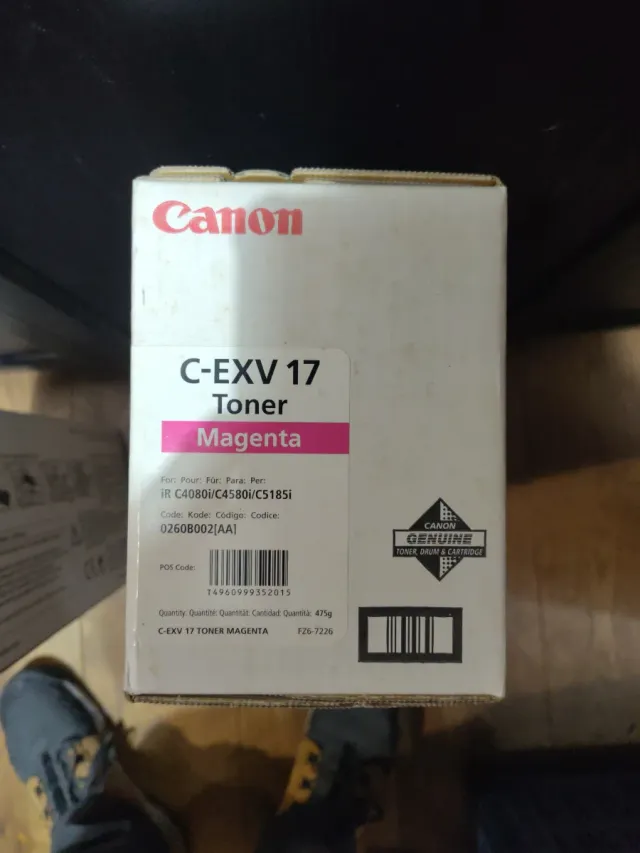 Canon
C-EXV 17
Toner
Magenta
For: Pour: Für: Para: Per:
iR C4080i/C4580i/C5185i
Code: Kode: Código: Codice:
0260B002[AA]
POS Code:
T4960999352015
Quantity: Quantité: Quantität: Cantidad: Quantità: 475g
C-EXV 17 TONER MAGENTA FZ6-7226
CANON
GENUINE
TONER, DRUM & CARTRIDGE